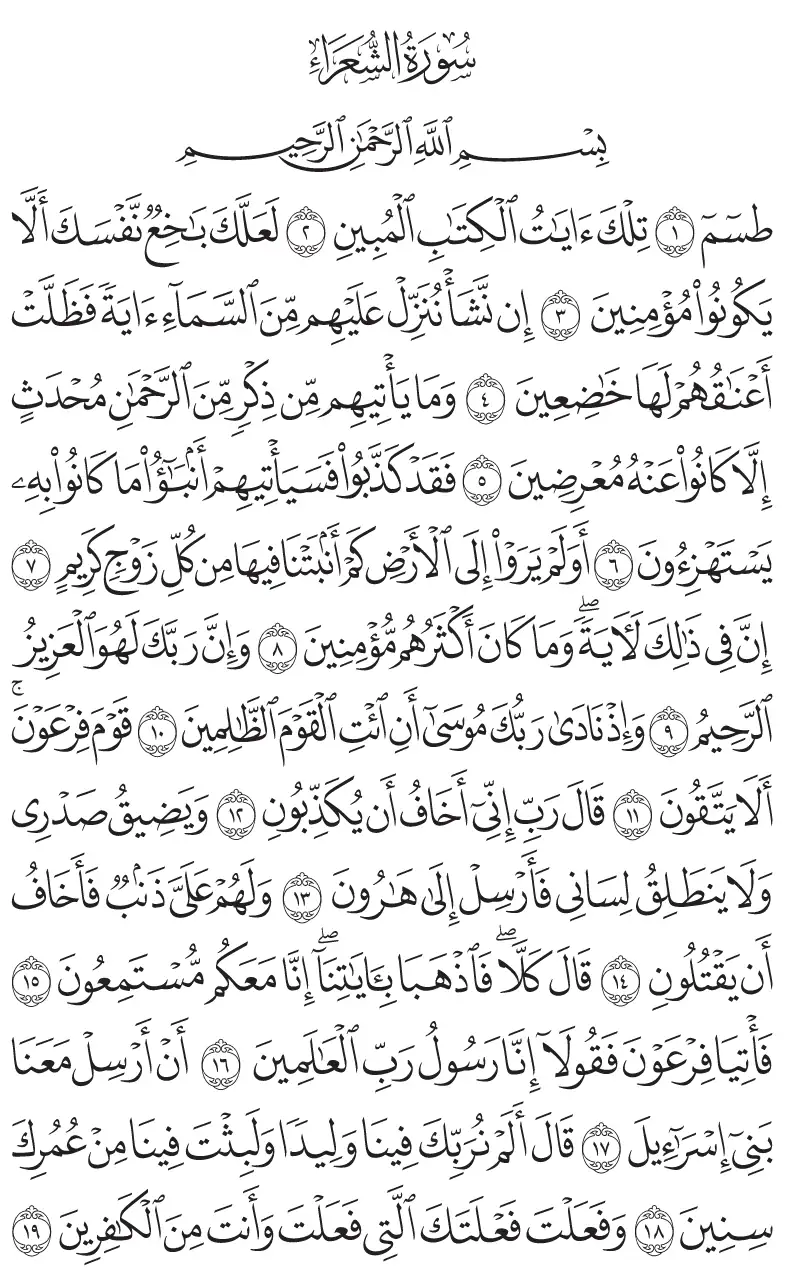 سُورَةُ الشُّعَرَاءِ
بِسْمِ ٱللَّهِ ٱلرَّحْمَٰنِ ٱلرَّحِيمِ
طسٓمٓ ١ تِلْكَ ءَايَٰتُ ٱلْكِتَٰبِ ٱلْمُبِينِ ٢ لَعَلَّكَ بَٰخِعٌ نَّفْسَكَ أَلَّا
يَكُونُوا۟ مُؤْمِنِينَ ٣ إِن نَّشَأْ نُنَزِّلْ عَلَيْهِم مِّنَ ٱلسَّمَآءِ ءَايَةً فَظَلَّتْ
أَعْنَٰقُهُمْ لَهَا خَٰضِعِينَ ٤ وَمَا يَأْتِيهِم مِّن ذِكْرٍ مِّنَ ٱلرَّحْمَٰنِ مُحْدَثٍ
إِلَّا كَانُوا۟ عَنْهُ مُعْرِضِينَ ٥ فَقَدْ كَذَّبُوا۟ فَسَيَأْتِيهِمْ أَنۢبَٰٓؤُا۟ مَا كَانُوا۟ بِهِۦ
يَسْتَهْزِءُونَ ٦ أَوَلَمْ يَرَوْا۟ إِلَى ٱلْأَرْضِ كَمْ أَنۢبَتْنَا فِيهَا مِن كُلِّ زَوْجٍ كَرِيمٍ ٧
إِنَّ فِى ذَٰلِكَ لَءَايَةً ۖ وَمَا كَانَ أَكْثَرُهُم مُّؤْمِنِينَ ٨ وَإِنَّ رَبَّكَ لَهُوَ ٱلْعَزِيزُ
ٱلرَّحِيمُ ٩ وَإِذْ نَادَىٰ رَبُّكَ مُوسَىٰٓ أَنِ ٱئْتِ ٱلْقَوْمَ ٱلظَّٰلِمِينَ ١٠ قَوْمَ فِرْعَوْنَ ۚ
أَلَا يَتَّقُونَ ١١ قَالَ رَبِّ إِنِّىٓ أَخَافُ أَن يُكَذِّبُونِ ١٢ وَيَضِيقُ صَدْرِى
وَلَا يَنطَلِقُ لِسَانِى فَأَرْسِلْ إِلَىٰ هَٰرُونَ ١٣ وَلَهُمْ عَلَىَّ ذَنۢبٌ فَأَخَافُ
أَن يَقْتُلُونِ ١٤ قَالَ كَلَّا ۖ فَٱذْهَبَا بِـَٔايَٰتِنَآ ۖ إِنَّا مَعَكُم مُّسْتَمِعُونَ ١٥
فَأْتِيَا فِرْعَوْنَ فَقُولَآ إِنَّا رَسُولُ رَبِّ ٱلْعَٰلَمِينَ ١٦ أَنْ أَرْسِلْ مَعَنَا
بَنِىٓ إِسْرَٰٓءِيلَ ١٧ قَالَ أَلَمْ نُرَبِّكَ فِينَا وَلِيدًا وَلَبِثْتَ فِينَا مِنْ عُمُرِكَ
سِنِينَ ١٨ وَفَعَلْتَ فَعْلَتَكَ ٱلَّتِى فَعَلْتَ وَأَنتَ مِنَ ٱلْكَٰفِرِينَ ١٩